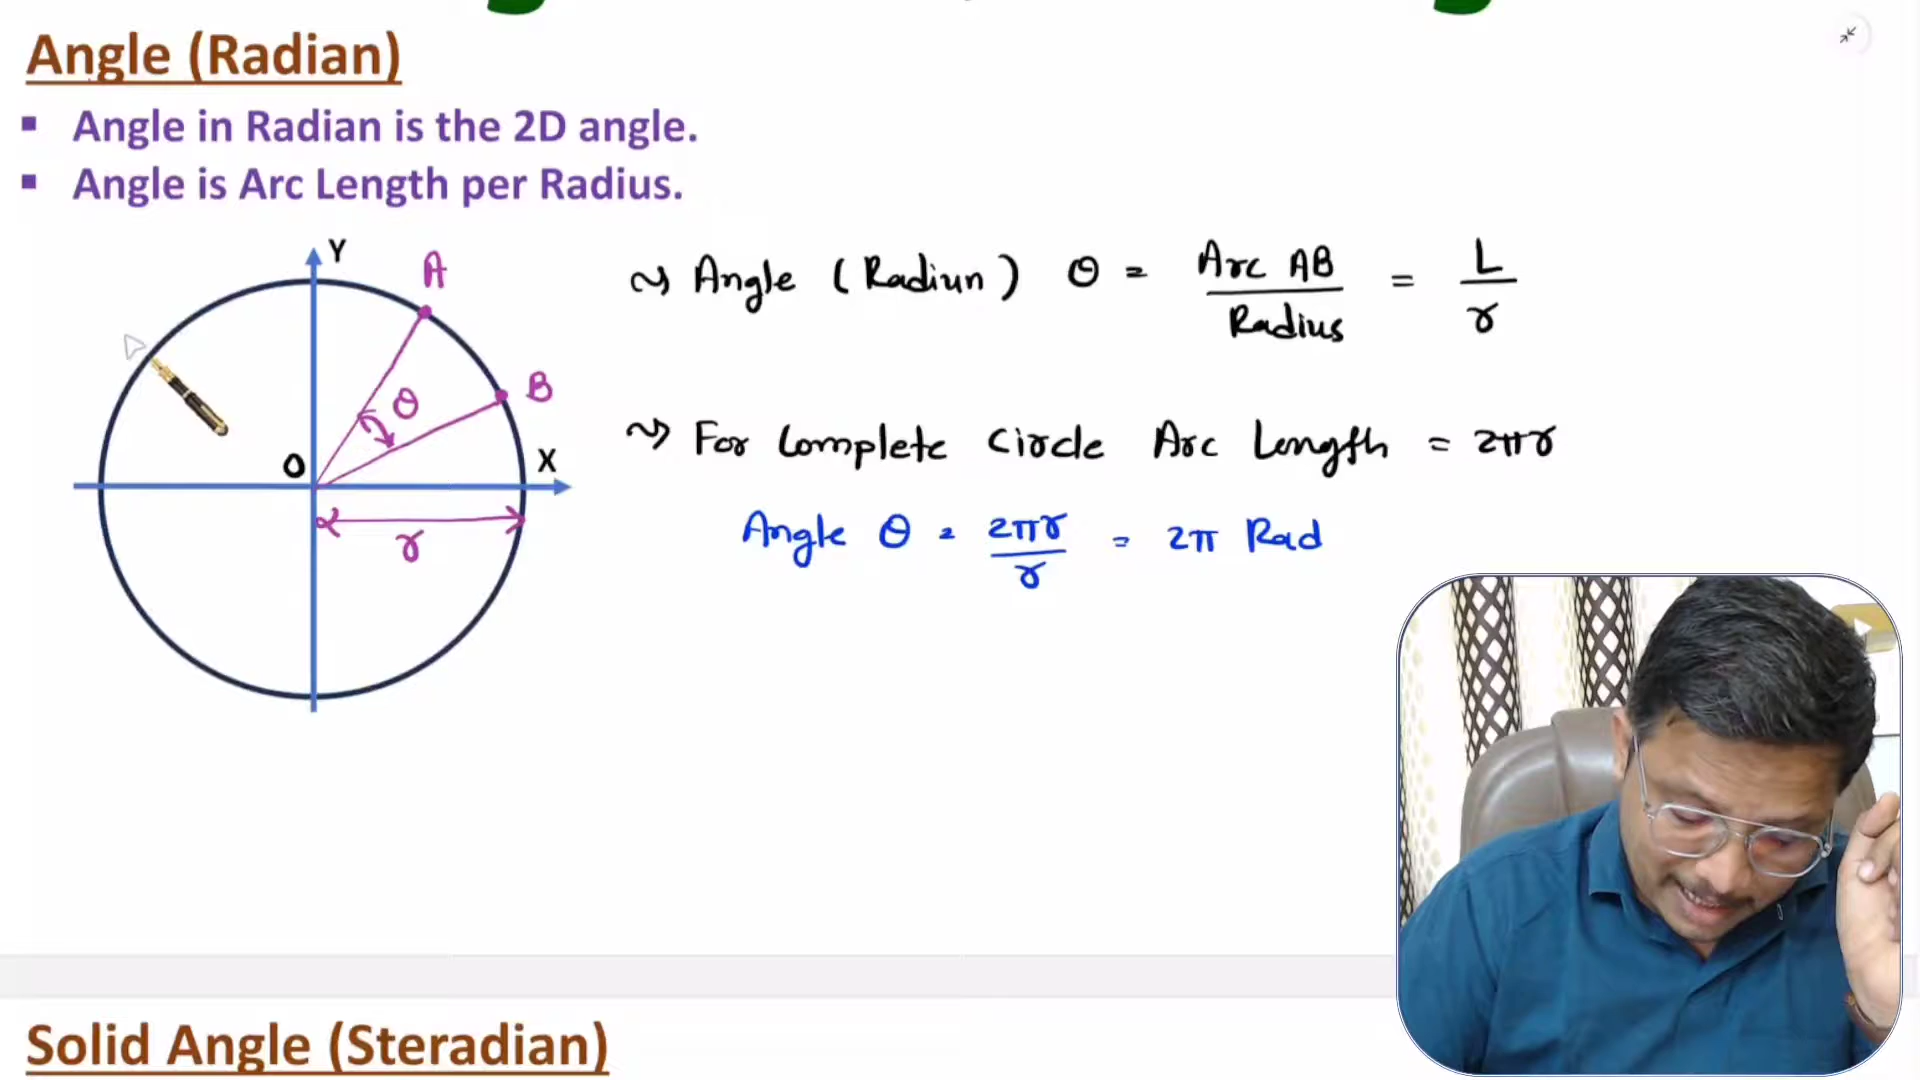 Angle (Radian)
▪ Angle in Radian is the 2D angle.
▪ Angle is Arc Length per Radius.
Y
A
B
θ
O
X
r
~> Angle (Radian) θ = Arc AB / Radius = L / r
~> For Complete Circle Arc Length = 2πr
Angle θ = 2πr / r = 2π Rad
Solid Angle (Steradian)